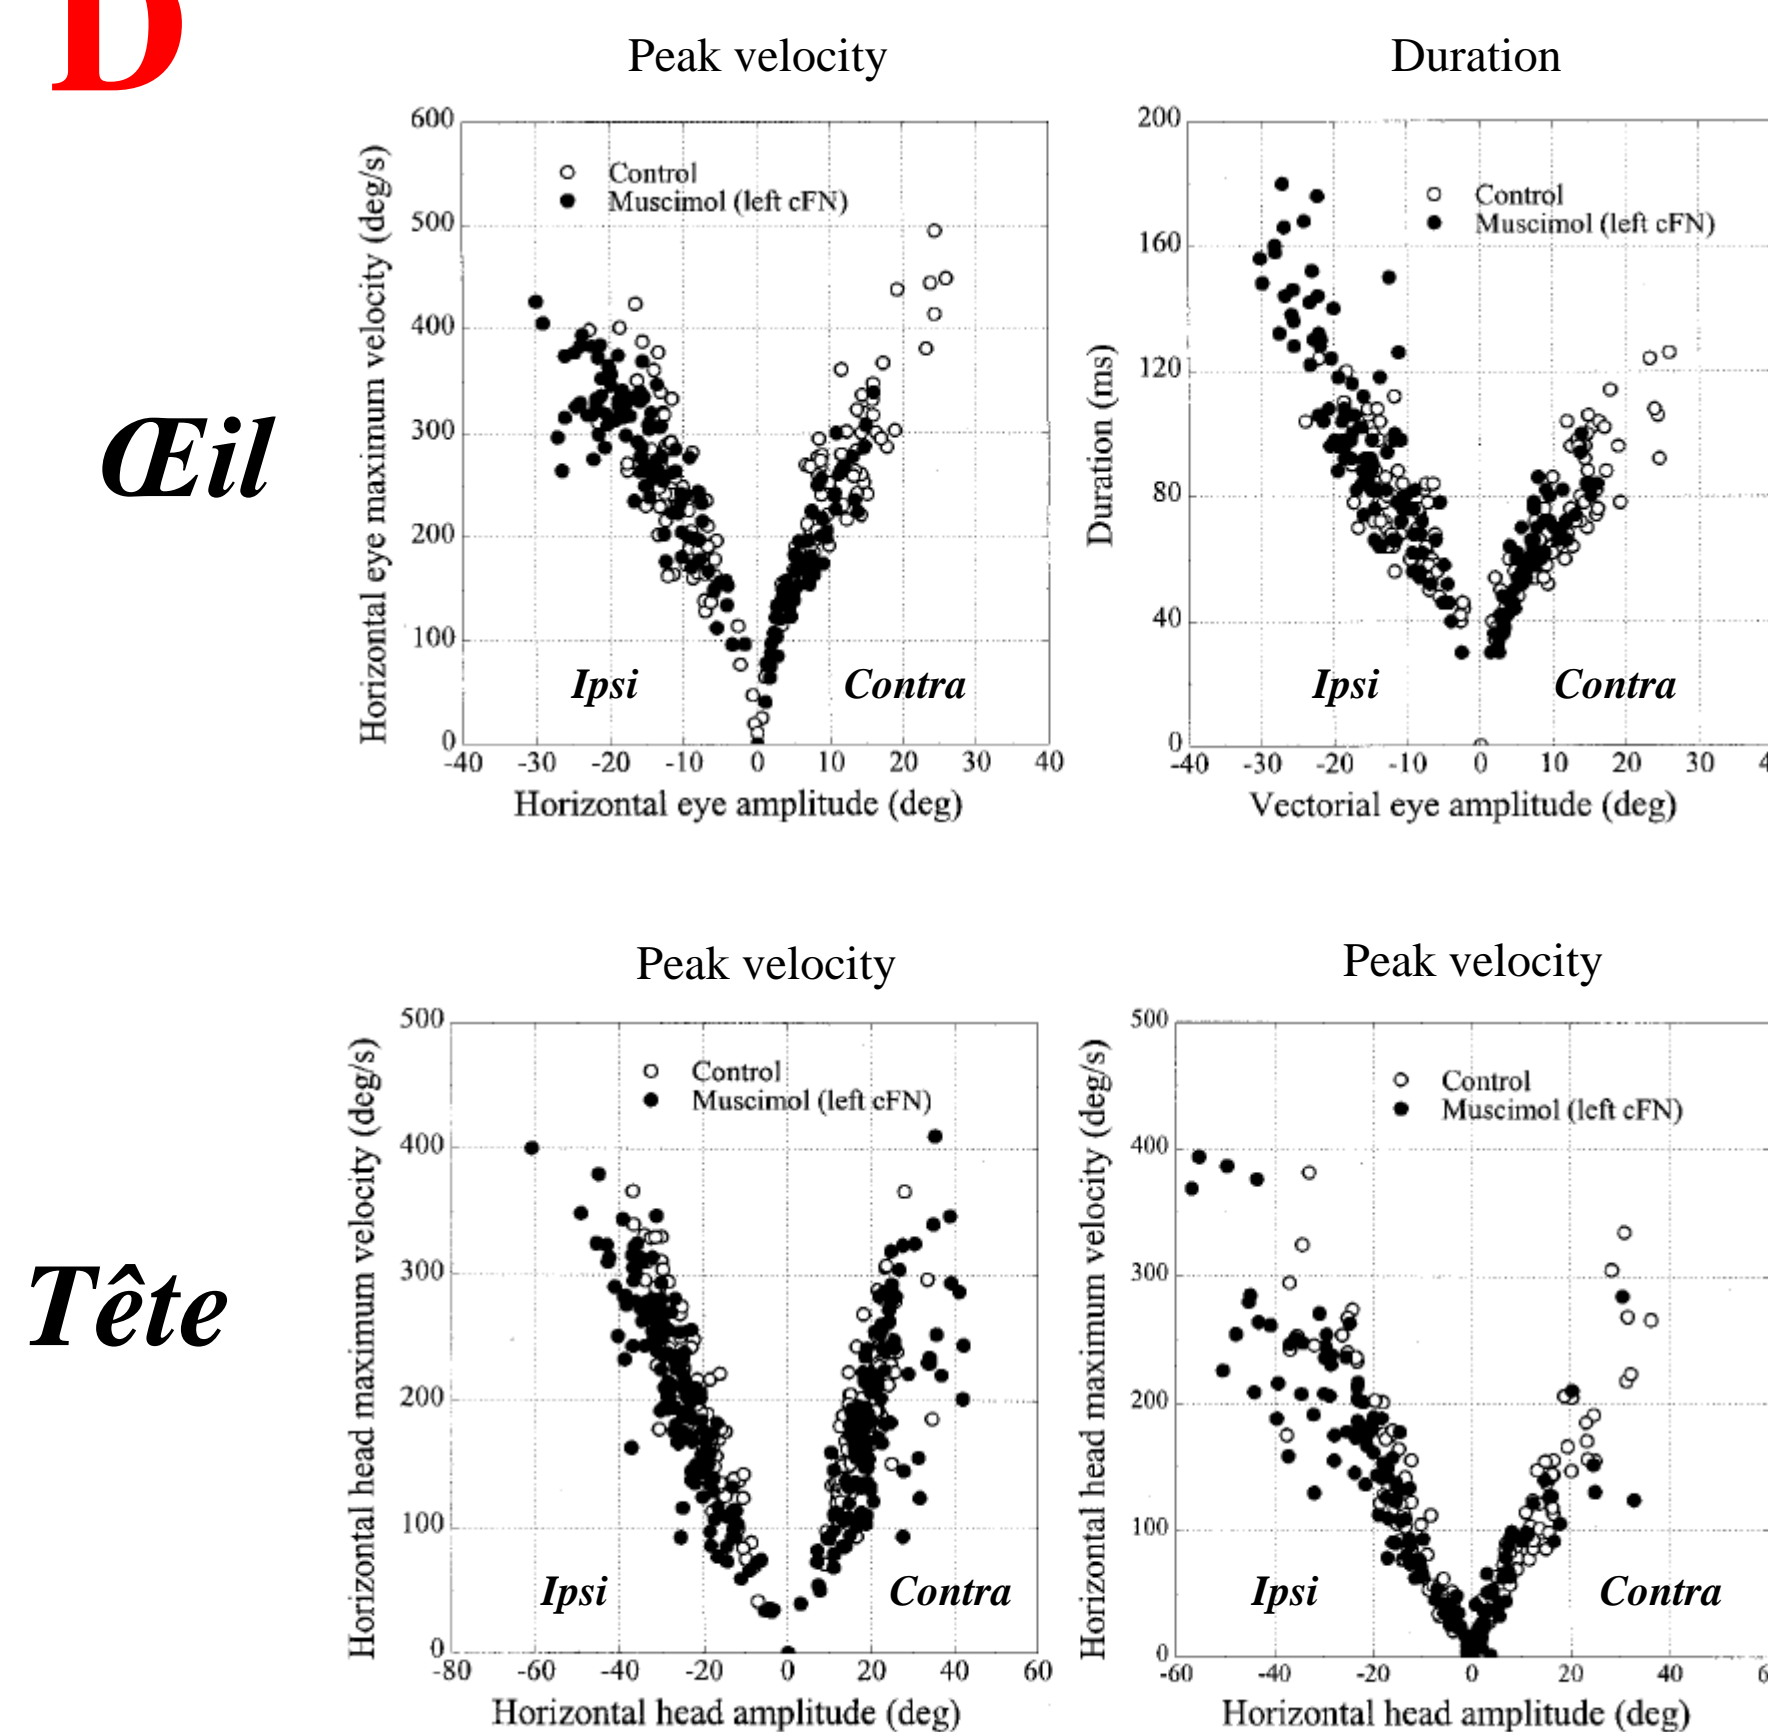 D
Peak velocity
Duration
Œil
Horizontal eye maximum velocity (deg/s)
600
500
400
300
200
100
0
Control
Muscimol (left cFN)
Ipsi
Contra
-40 -30 -20 -10 0 10 20 30 40
Horizontal eye amplitude (deg)
Duration (ms)
200
160
120
80
40
0
Control
Muscimol (left cFN)
Ipsi
Contra
-40 -30 -20 -10 0 10 20 30 4
Vectorial eye amplitude (deg)
Peak velocity
Peak velocity
Tête
Horizontal head maximum velocity (deg/s)
500
400
300
200
100
0
Control
Muscimol (left cFN)
Ipsi
Contra
-80 -60 -40 -20 0 20 40 60
Horizontal head amplitude (deg)
Horizontal head maximum velocity (deg/s)
500
400
300
200
100
0
Control
Muscimol (left cFN)
Ipsi
Contra
-60 -40 -20 0 20 40 6
Horizontal head amplitude (deg)